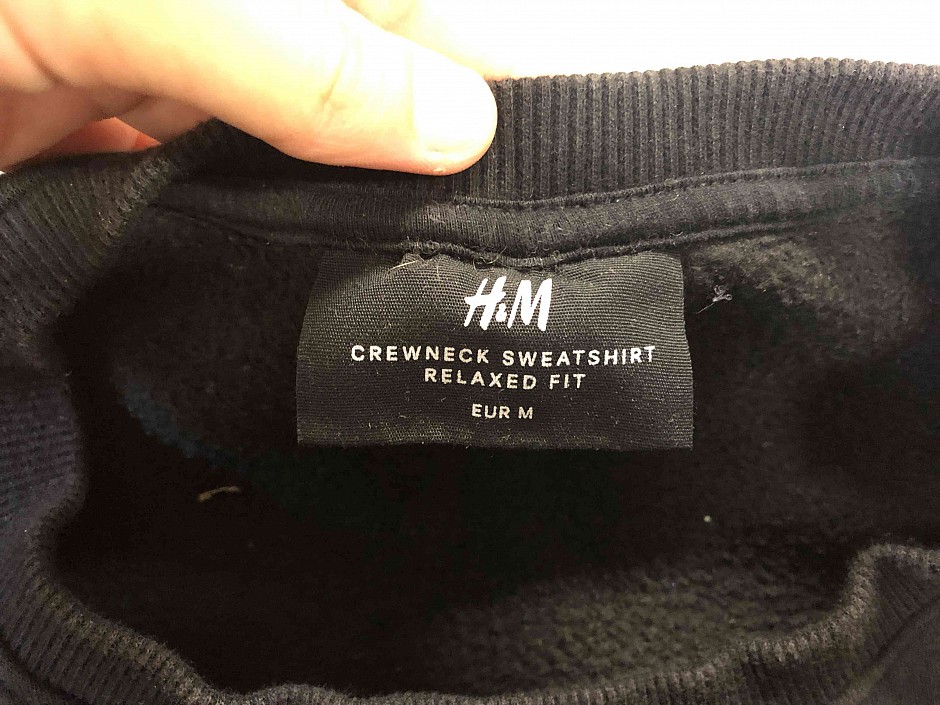 H&M
CREWNECK SWEATSHIRT
RELAXED FIT
EUR M